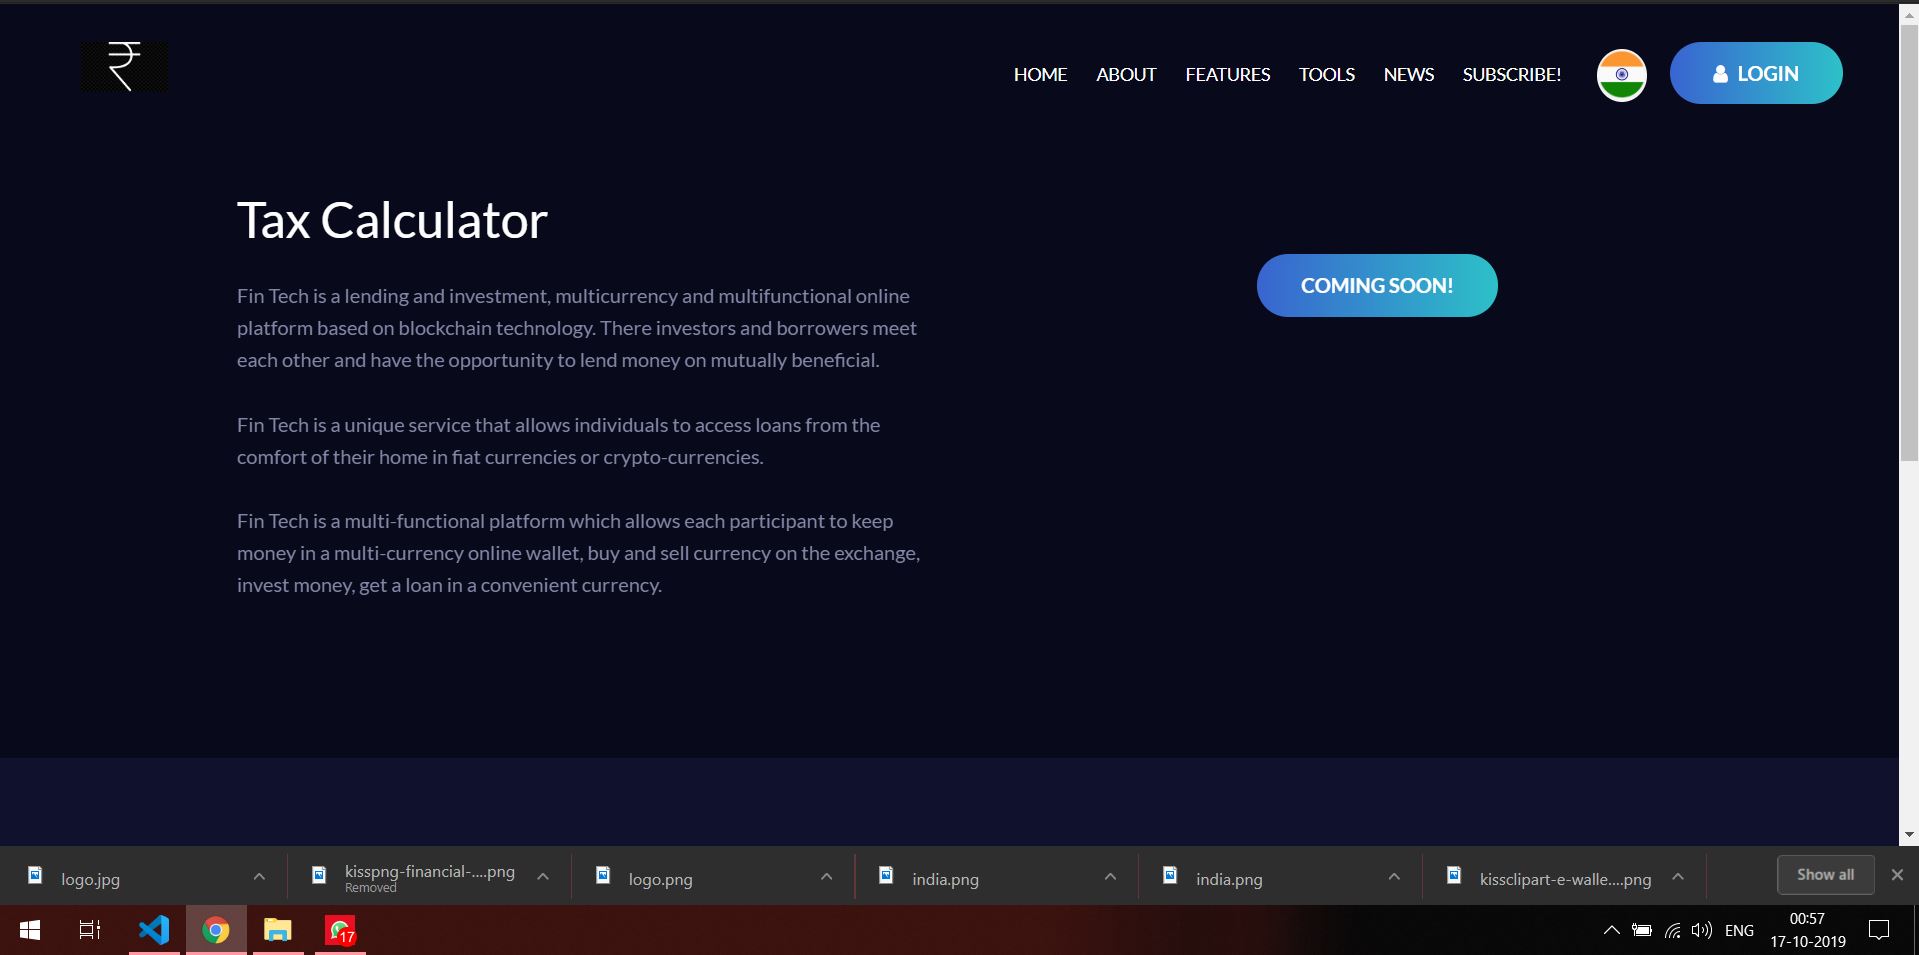 ₹
HOME ABOUT FEATURES TOOLS NEWS SUBSCRIBE! LOGIN
Tax Calculator
Fin Tech is a lending and investment, multicurrency and multifunctional online
platform based on blockchain technology. There investors and borrowers meet
each other and have the opportunity to lend money on mutually beneficial.
COMING SOON!
Fin Tech is a unique service that allows individuals to access loans from the
comfort of their home in fiat currencies or crypto-currencies.
Fin Tech is a multi-functional platform which allows each participant to keep
money in a multi-currency online wallet, buy and sell currency on the exchange,
invest money, get a loan in a convenient currency.
logo.jpg
kisspng-financial-....png
Removed
logo.png
india.png
india.png
kissclipart-e-walle....png
Show all
17
ENG
00:57
17-10-2019